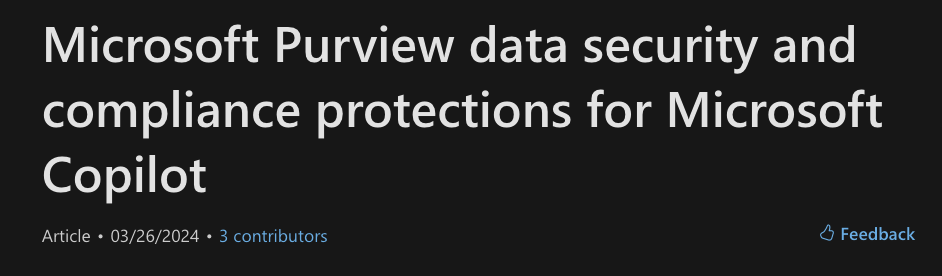 Microsoft Purview data security and
compliance protections for Microsoft
Copilot
Article • 03/26/2024 • 3 contributors
Feedback